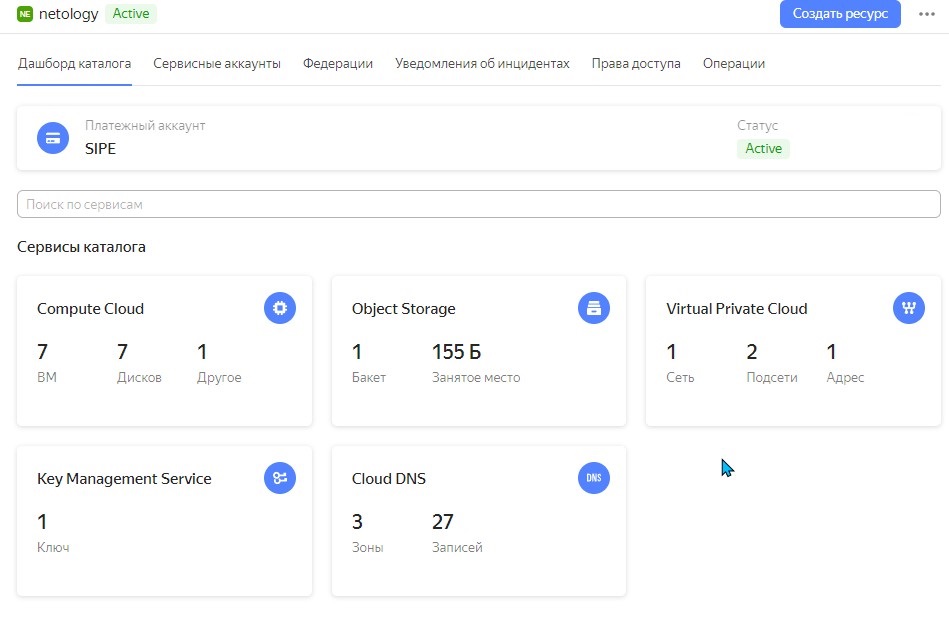 NE netology Active Создать ресурс
Дашборд каталога Сервисные аккаунты Федерации Уведомления об инцидентах Права доступа Операции
Платежный аккаунт Статус
SIPE Active
Поиск по сервисам
Сервисы каталога
Compute Cloud Object Storage Virtual Private Cloud
7 7 1 1 155 Б 1 2 1
ВМ Дисков Другое Бакет Занятое место Сеть Подсети Адрес
Key Management Service Cloud DNS DNS
1 3 27
Ключ Зоны Записей